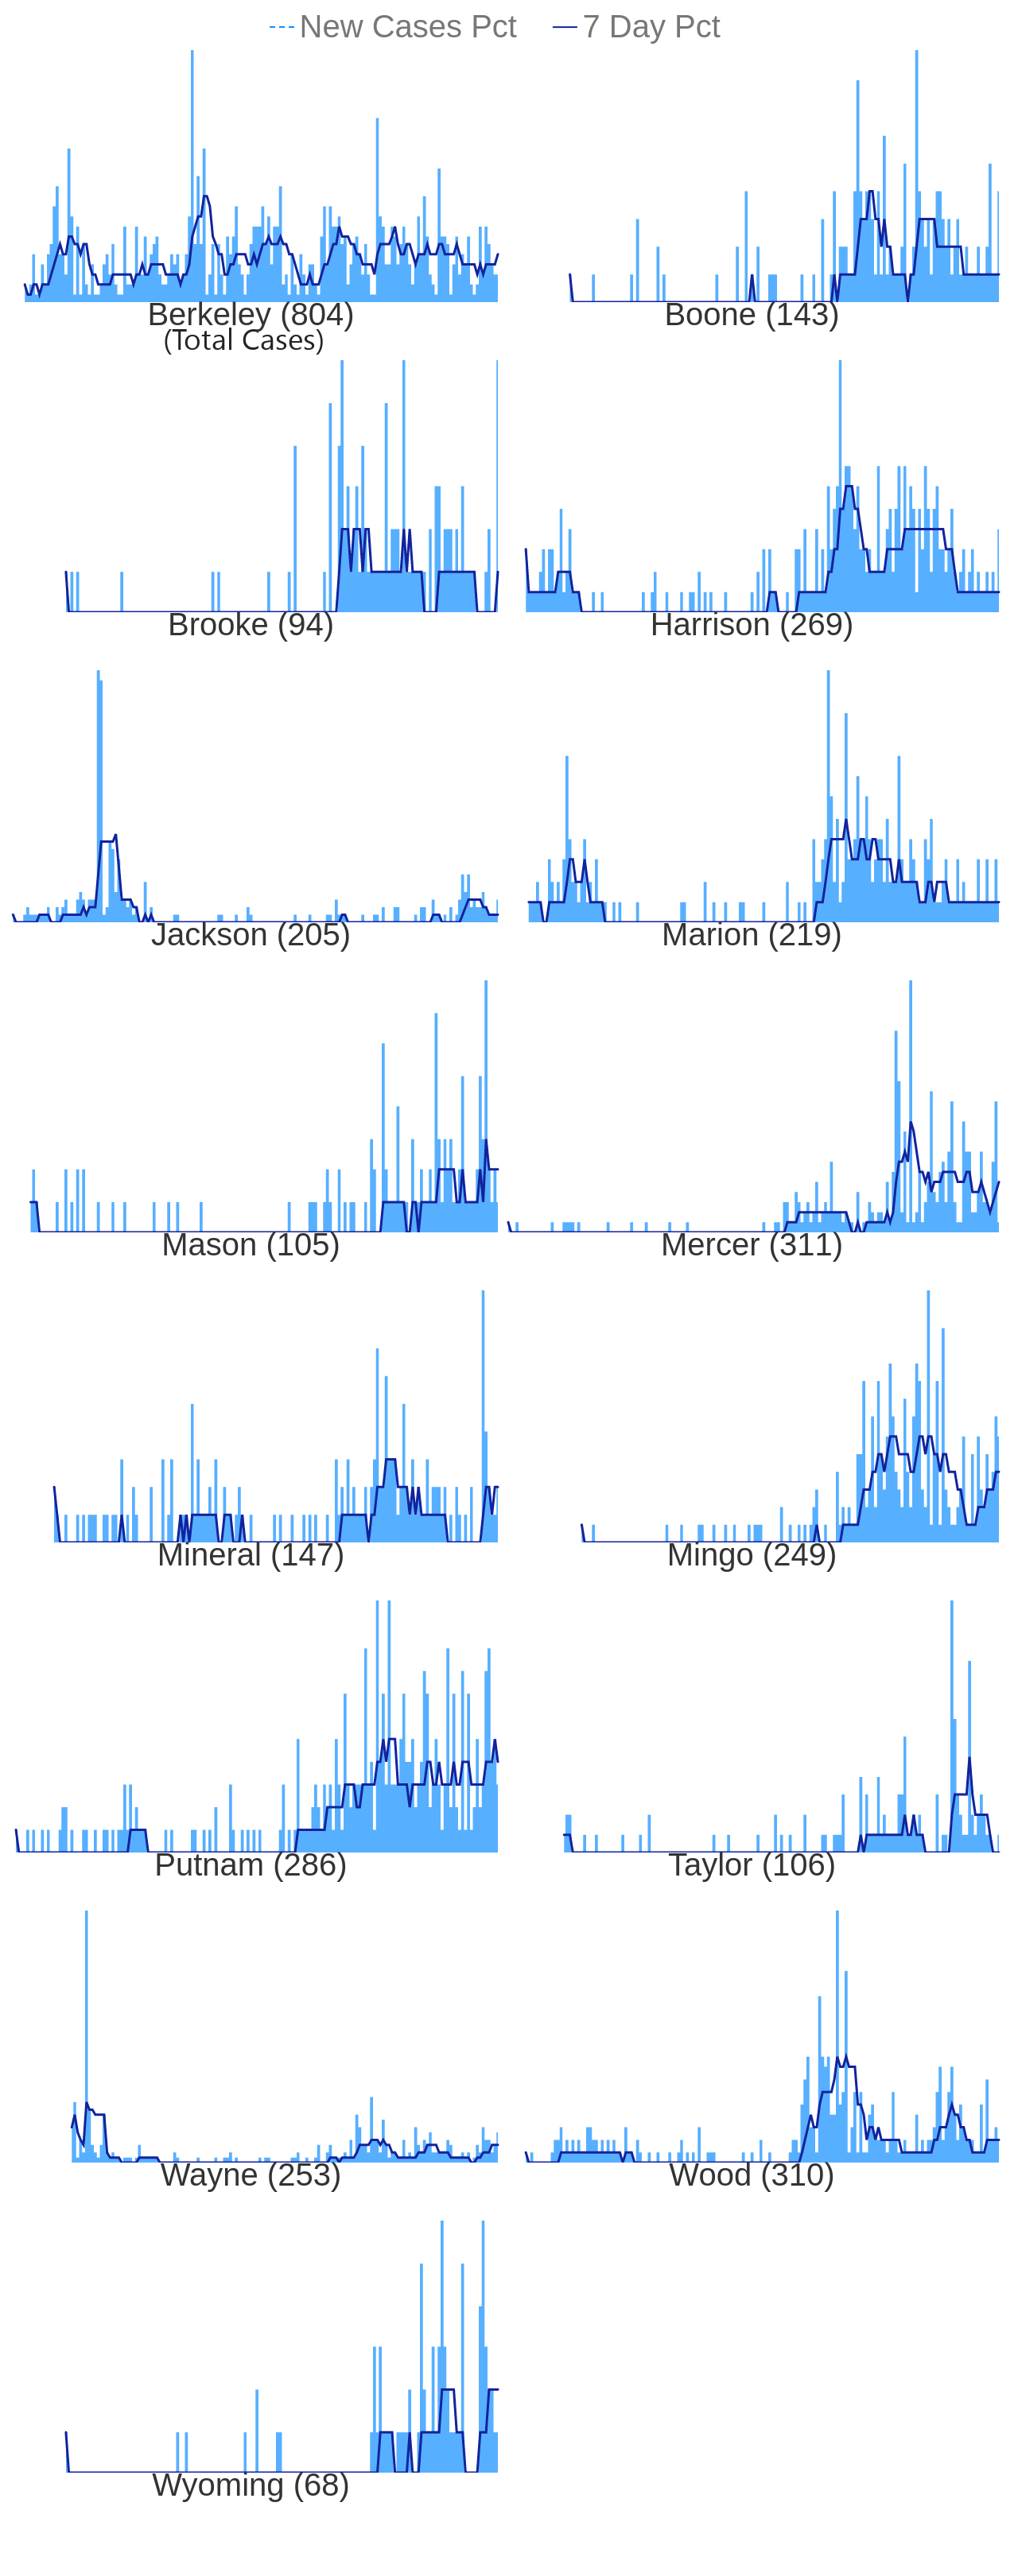 New Cases Pct 7 Day Pct
Berkeley (804) Boone (143)
(Total Cases)
Brooke (94) Harrison (269)
Jackson (205) Marion (219)
Mason (105) Mercer (311)
Mineral (147) Mingo (249)
Putnam (286) Taylor (106)
Wayne (253) Wood (310)
Wyoming (68)